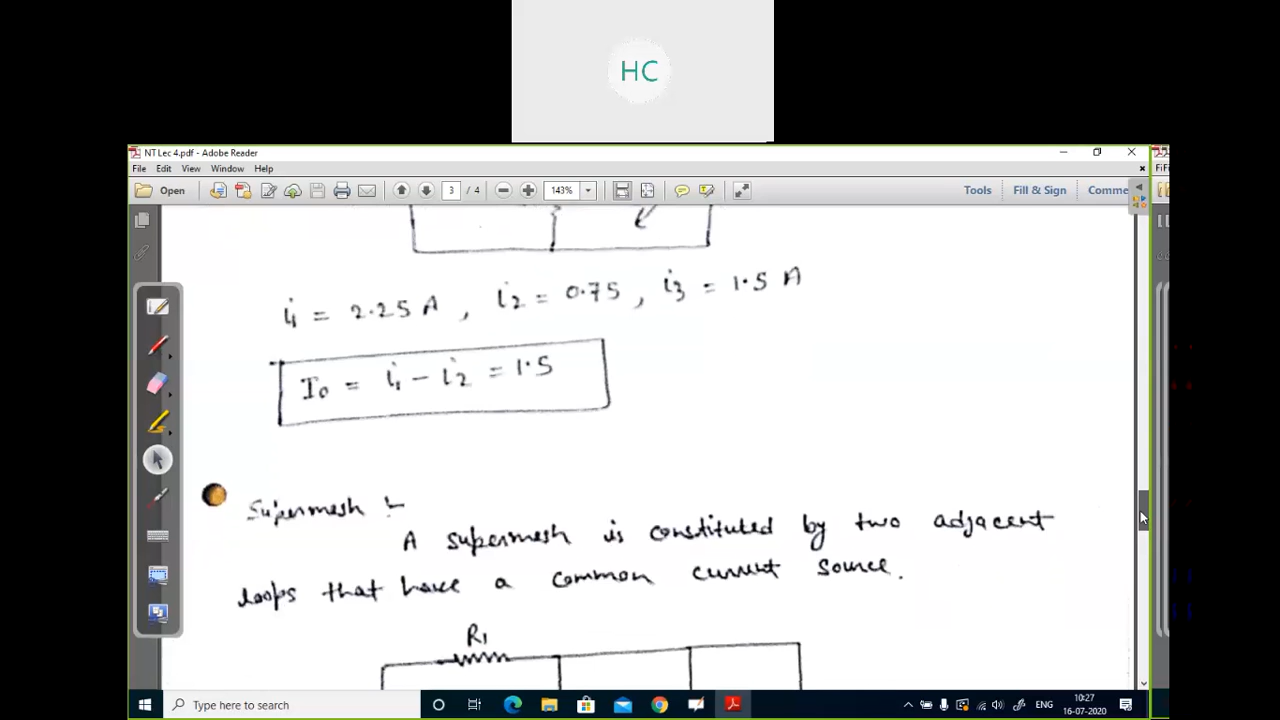 HC
NT Lec 4.pdf - Adobe Reader
File Edit View Window Help
Open 3 / 4 143% Tools Fill & Sign Comme
i1 = 2.25 A , i2 = 0.75 , i3 = 1.5 A
I0 = i1 - i2 = 1.5
Supermesh :-
A supermesh is constituted by two adjacent
loops that have a common current source.
R1
Type here to search
ENG
10:27
16-07-2020